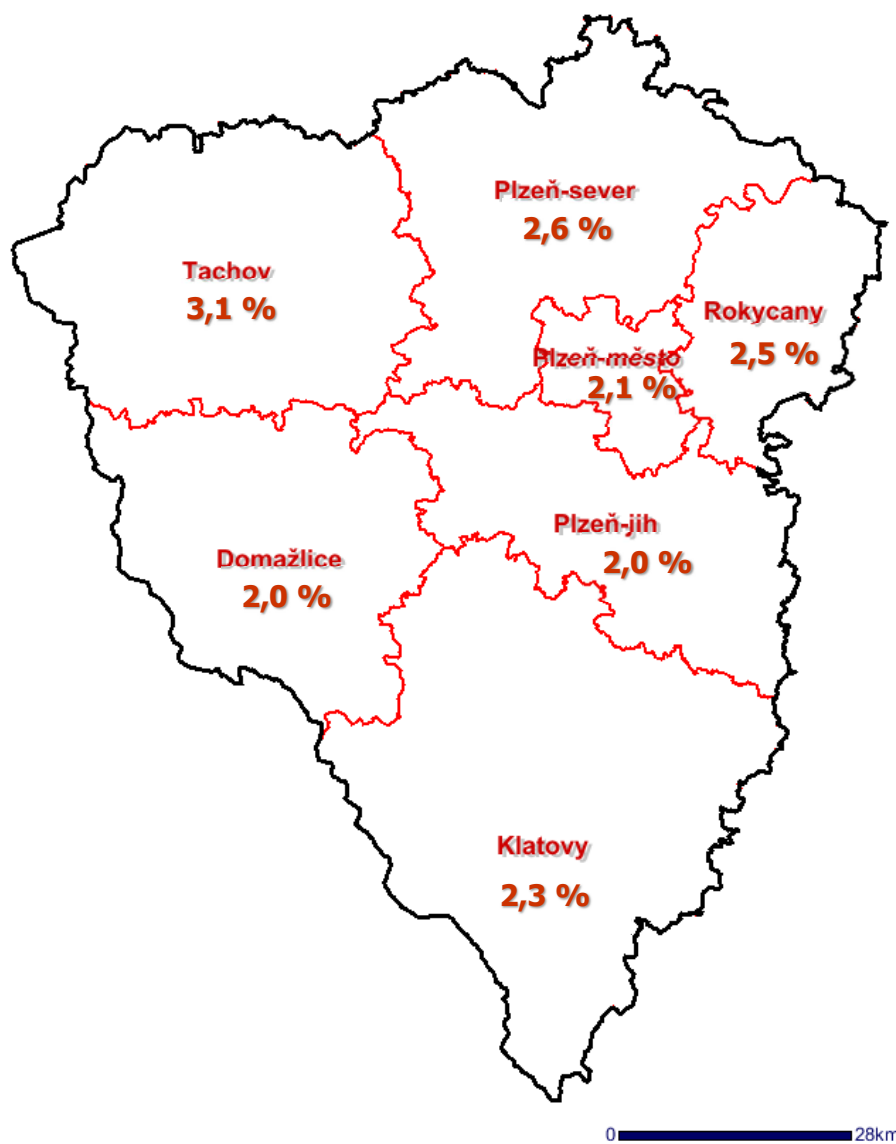 Plzeň-sever
2,6 %
Tachov
3,1 %
Rokycany
2,5 %
Plzeň-město
2,1 %
Plzeň-jih
2,0 %
Domažlice
2,0 %
Klatovy
2,3 %
0 28km